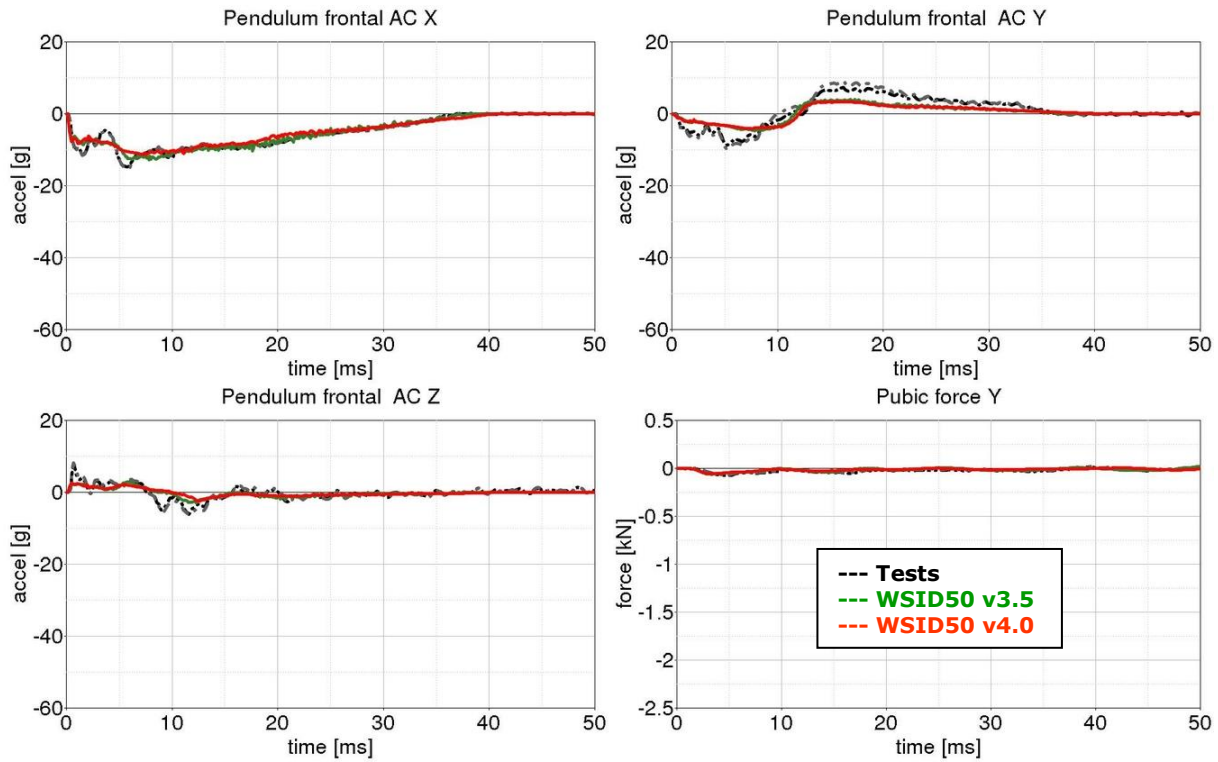 Pendulum frontal AC X
20
0
-20
-40
-60
accel [g]
0 10 20 30 40 50
time [ms]
Pendulum frontal AC Y
20
0
-20
-40
-60
accel [g]
0 10 20 30 40 50
time [ms]
Pendulum frontal AC Z
20
0
-20
-40
-60
accel [g]
0 10 20 30 40 50
time [ms]
Pubic force Y
0.5
0
-0.5
-1
-1.5
-2
-2.5
force [kN]
0 10 20 30 40 50
time [ms]
--- Tests
--- WSID50 v3.5
--- WSID50 v4.0